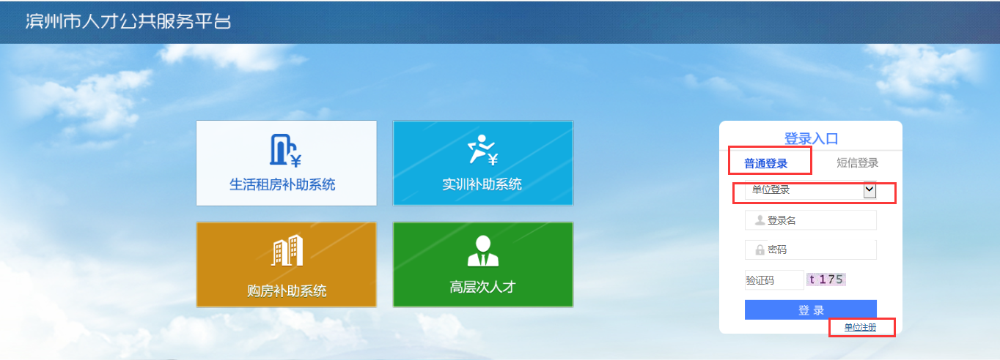 滨州市人才公共服务平台
生活租房补助系统
实训补助系统
购房补助系统
高层次人才
登录入口
普通登录 短信登录
单位登录
登录名
密码
验证码 t 175
登 录
单位注册